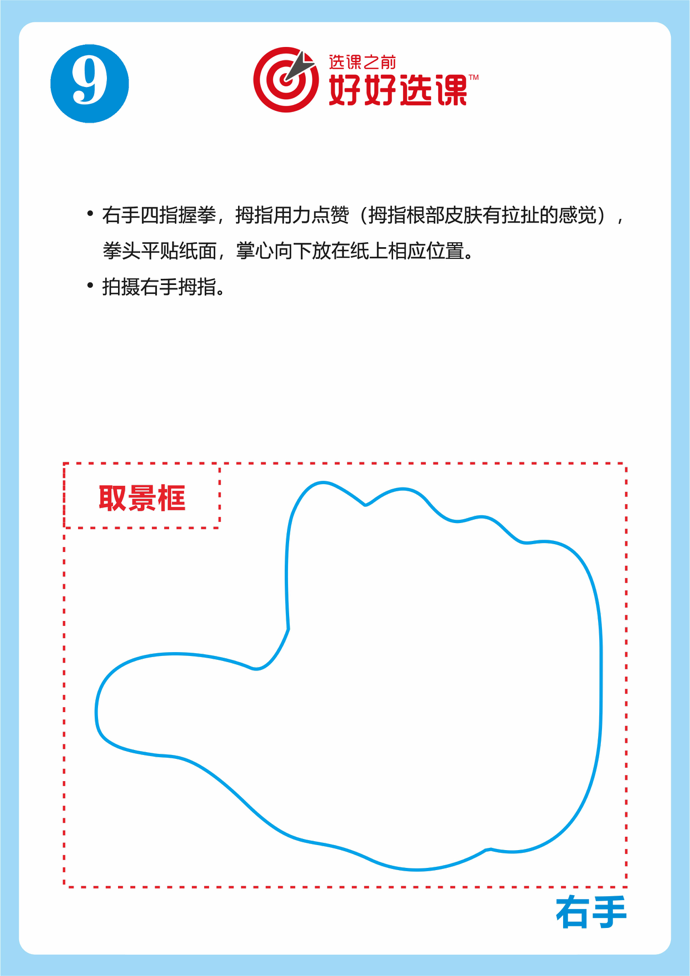 9
选课之前
好好选课™
• 右手四指握拳，拇指用力点赞（拇指根部皮肤有拉扯的感觉），
拳头平贴纸面，掌心向下放在纸上相应位置。
• 拍摄右手拇指。
取景框
右手